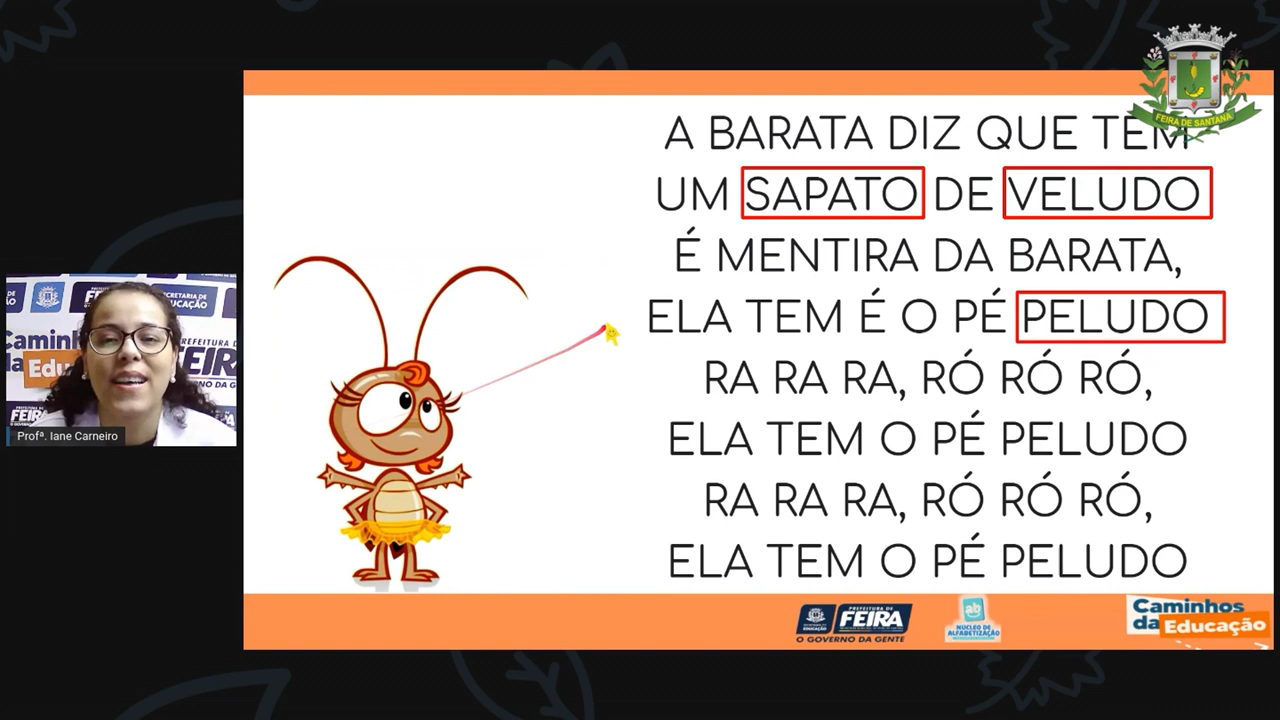 FEIRA DE SANTANA
A BARATA DIZ QUE TEM
UM SAPATO DE VELUDO
É MENTIRA DA BARATA,
ELA TEM É O PÉ PELUDO
RA RA RA, RÓ RÓ RÓ,
ELA TEM O PÉ PELUDO
RA RA RA, RÓ RÓ RÓ,
ELA TEM O PÉ PELUDO
Profª. Iane Carneiro
PREFEITURA DE
FEIRA
O GOVERNO DA GENTE
ab
NÚCLEO DE
ALFABETIZAÇÃO
Caminhos
da Educação